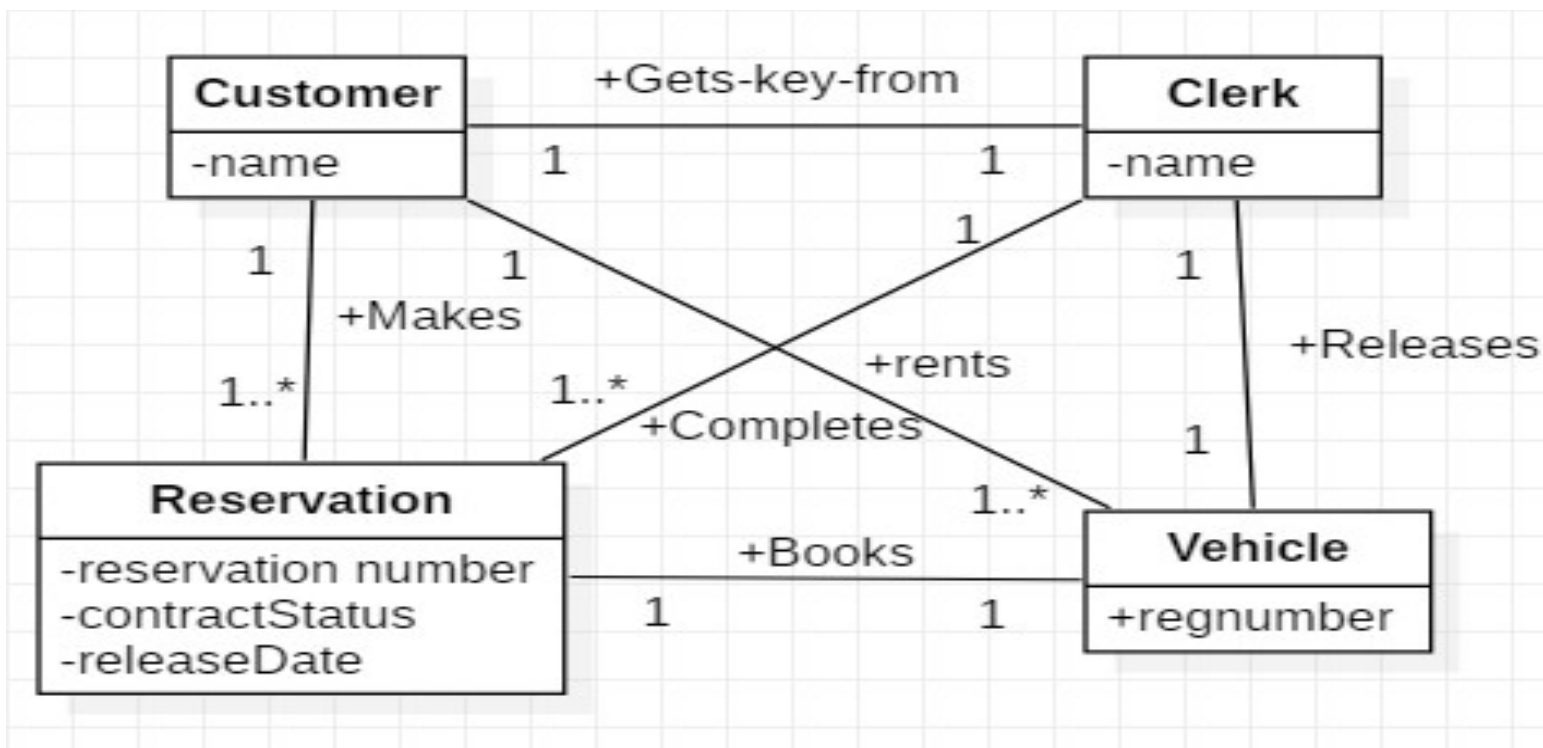 Customer
-name
+Gets-key-from
1
1
Clerk
-name
1
+Makes
1..*
1
+rents
1..*
1
1..*
+Completes
1
+Releases
1
Reservation
-reservation number
-contractStatus
-releaseDate
+Books
1
1
Vehicle
+regnumber